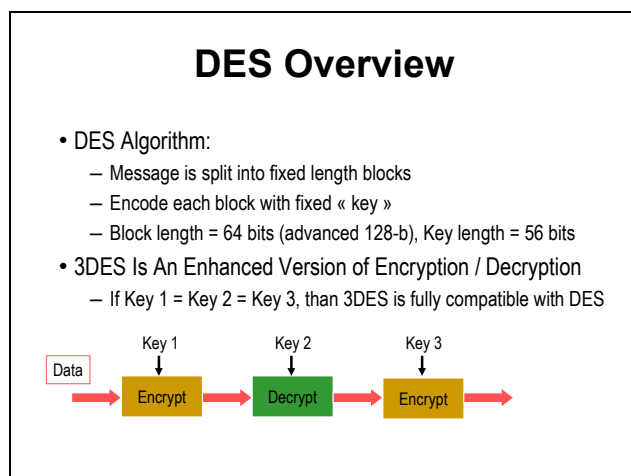 DES Overview
• DES Algorithm:
– Message is split into fixed length blocks
– Encode each block with fixed « key »
– Block length = 64 bits (advanced 128-b), Key length = 56 bits
• 3DES Is An Enhanced Version of Encryption / Decryption
– If Key 1 = Key 2 = Key 3, than 3DES is fully compatible with DES
Key 1 Key 2 Key 3
Data
Encrypt Decrypt Encrypt